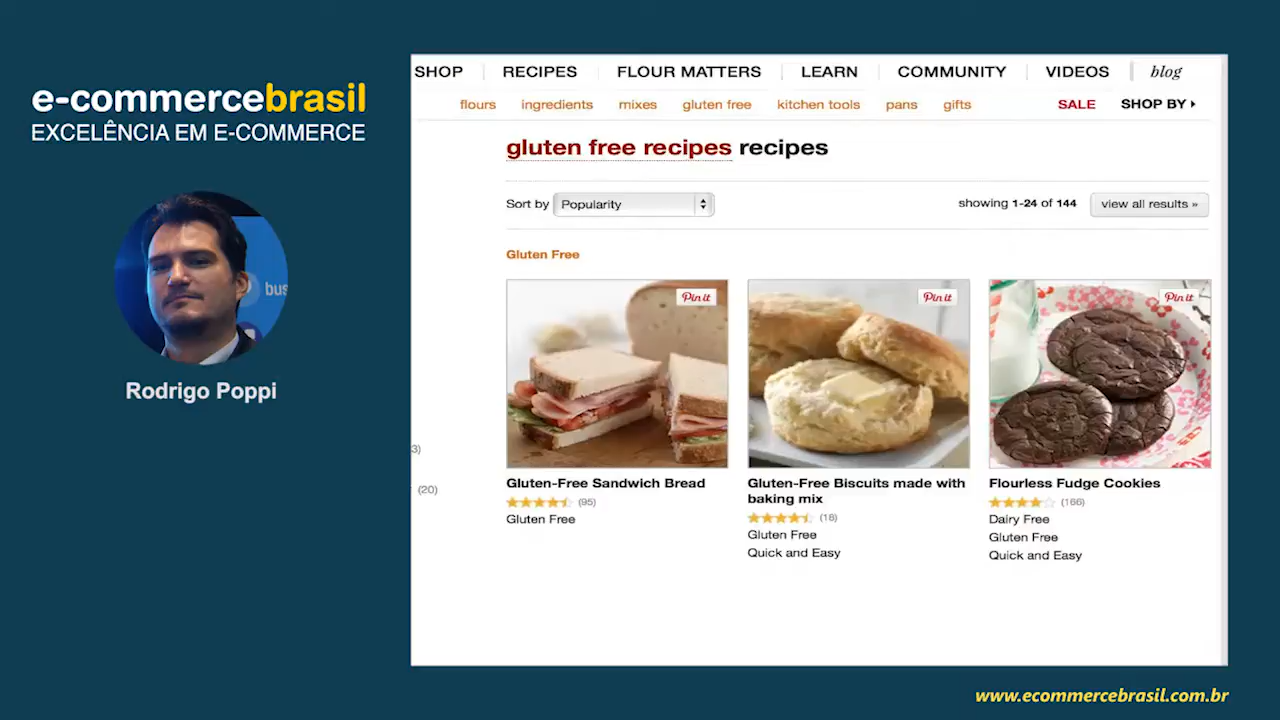 e-commercebrasil
EXCELÊNCIA EM E-COMMERCE
bus
Rodrigo Poppi
SHOP RECIPES FLOUR MATTERS LEARN COMMUNITY VIDEOS blog
flours ingredients mixes gluten free kitchen tools pans gifts SALE SHOP BY
gluten free recipes recipes
Sort by Popularity showing 1-24 of 144 view all results »
Gluten Free
Pin it Pin it Pin it
3)
(20)
Gluten-Free Sandwich Bread
(95)
Gluten Free
Gluten-Free Biscuits made with
baking mix
(18)
Gluten Free
Quick and Easy
Flourless Fudge Cookies
(166)
Dairy Free
Gluten Free
Quick and Easy
www.ecommercebrasil.com.br